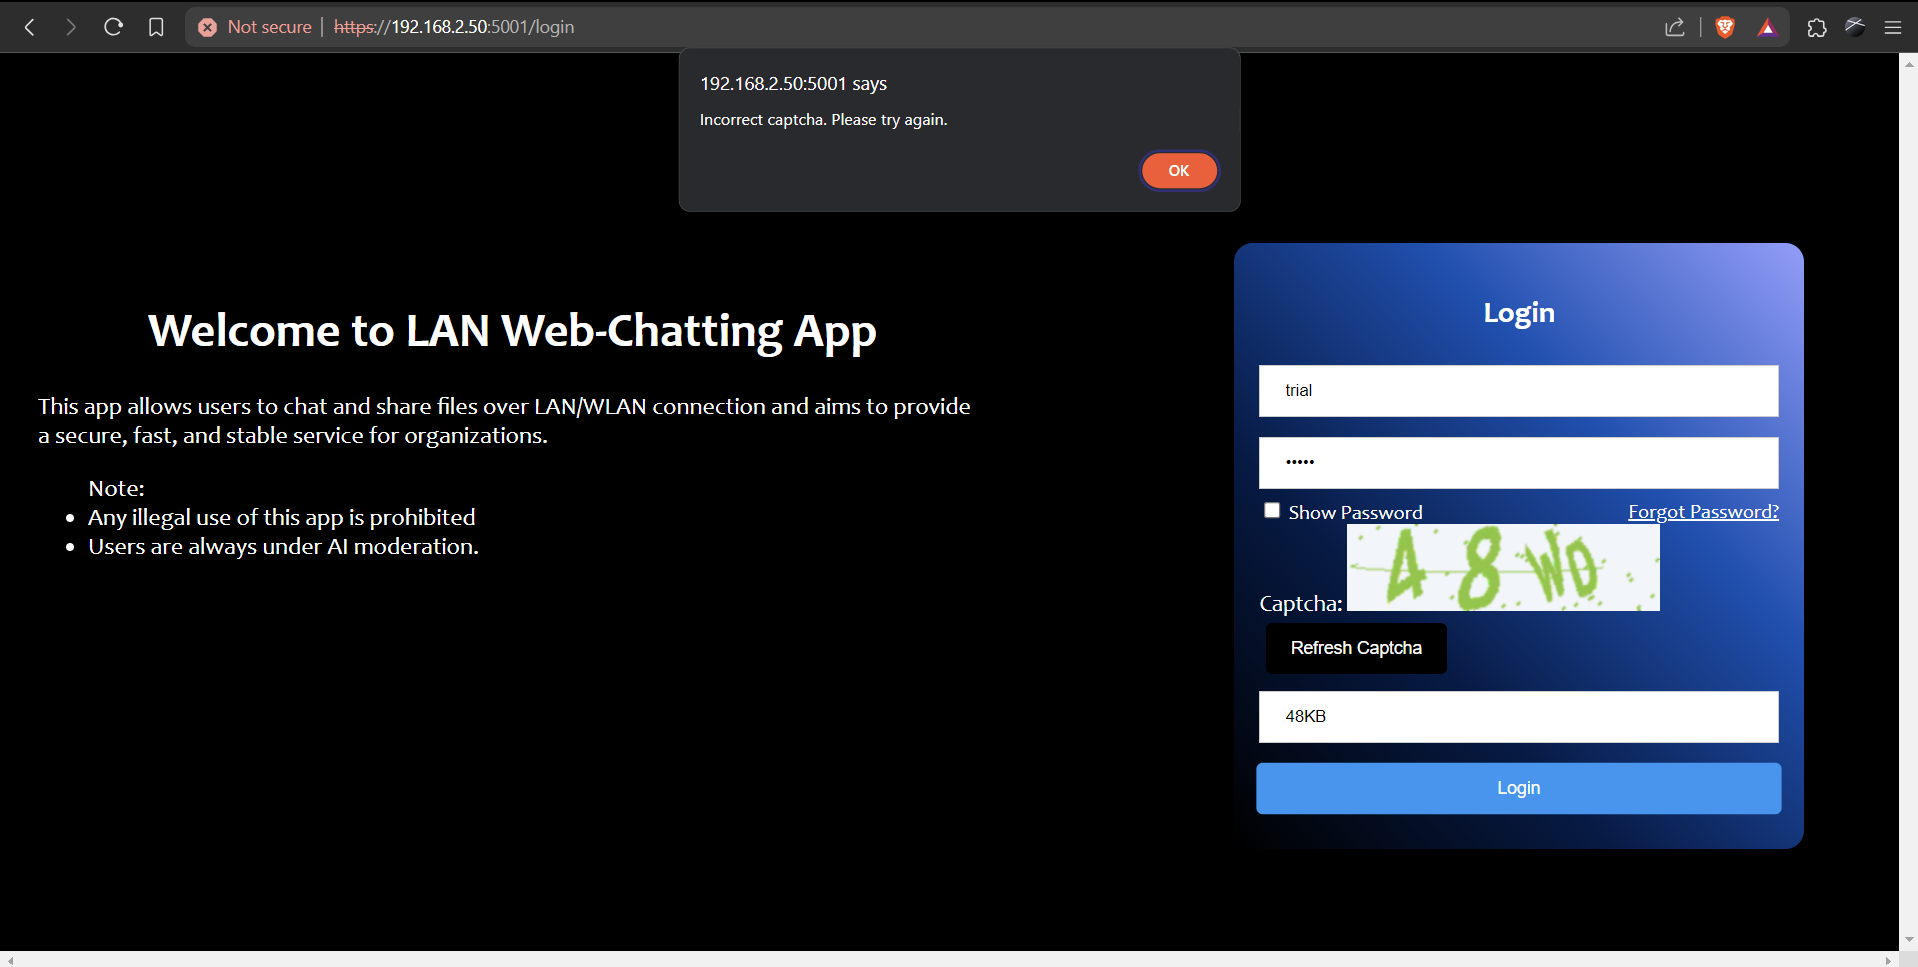 Not secure | https://192.168.2.50:5001/login
192.168.2.50:5001 says
Incorrect captcha. Please try again.
OK
Welcome to LAN Web-Chatting App
This app allows users to chat and share files over LAN/WLAN connection and aims to provide
a secure, fast, and stable service for organizations.
Note:
• Any illegal use of this app is prohibited
• Users are always under AI moderation.
Login
trial
•••••
Show Password
Forgot Password?
Captcha: 48WD
Refresh Captcha
48KB
Login